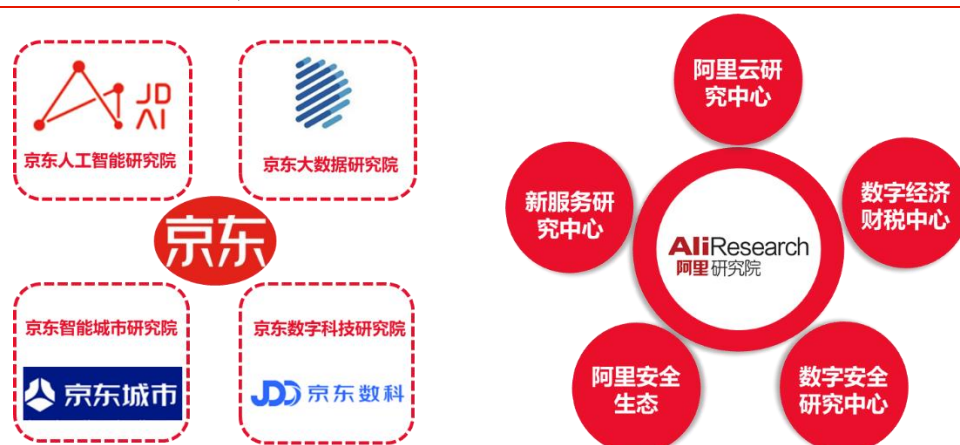 JD
AI
京东人工智能研究院
京东大数据研究院
京东
京东智能城市研究院
京东数字科技研究院
京东城市
JDD 京东数科
阿里云研
究中心
新服务研
究中心
数字经济
财税中心
AliResearch
阿里研究院
阿里安全
生态
数字安全
研究中心